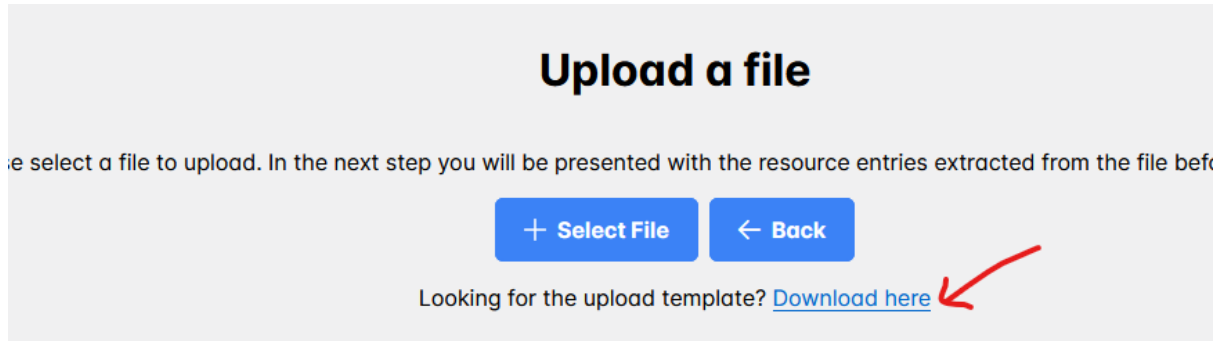 Upload a file
select a file to upload. In the next step you will be presented with the resource entries extracted from the file
+ Select File
← Back
Looking for the upload template? Download here